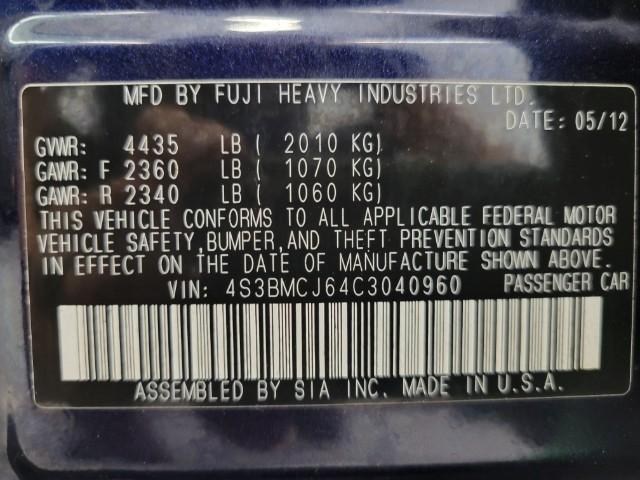 MFD BY FUJI HEAVY INDUSTRIES LTD.
DATE: 05/12
GVWR: 4435 LB ( 2010 KG)
GAWR: F 2360 LB ( 1070 KG)
GAWR: R 2340 LB ( 1060 KG)
THIS VEHICLE CONFORMS TO ALL APPLICABLE FEDERAL MOTOR
VEHICLE SAFETY, BUMPER, AND THEFT PREVENTION STANDARDS
IN EFFECT ON THE DATE OF MANUFACTURE SHOWN ABOVE.
VIN: 4S3BMCJ64C3040960 PASSENGER CAR
ASSEMBLED BY SIA INC. MADE IN U.S.A.